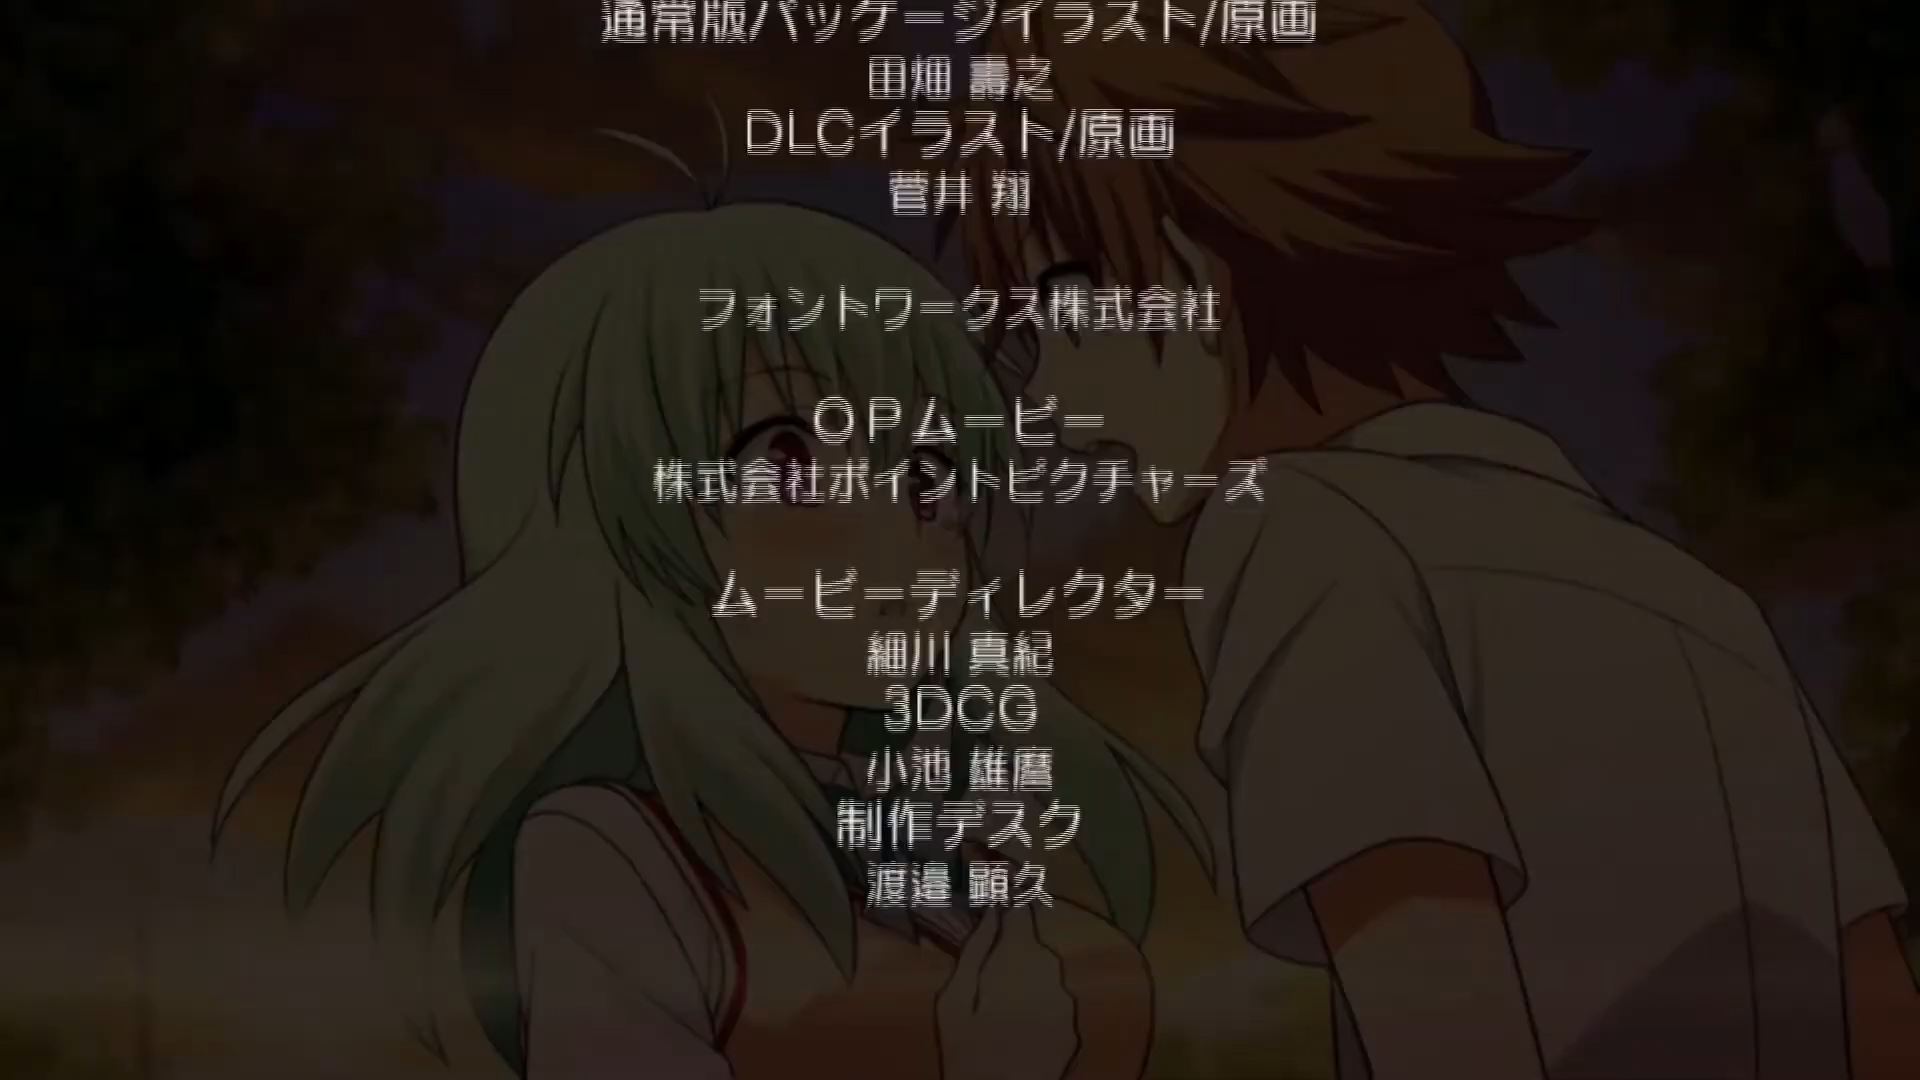 通常版パッケージイラスト/原画
田畑 壽之
DLCイラスト/原画
菅井 翔
フォントワークス株式会社
OPムービー
株式会社ポイントピクチャーズ
ムービーディレクター
細川 真紀
3DCG
小池 雄麿
制作デスク
渡邉 顕久